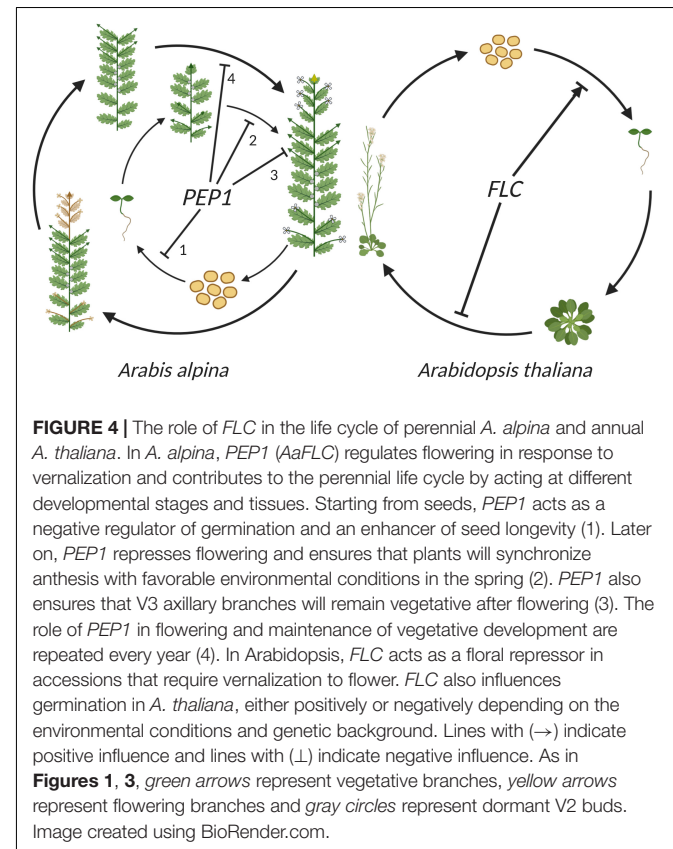 4
2
PEP1
3
1
FLC
Arabis alpina
Arabidopsis thaliana
FIGURE 4 | The role of FLC in the life cycle of perennial A. alpina and annual
A. thaliana. In A. alpina, PEP1 (AaFLC) regulates flowering in response to
vernalization and contributes to the perennial life cycle by acting at different
developmental stages and tissues. Starting from seeds, PEP1 acts as a
negative regulator of germination and an enhancer of seed longevity (1). Later
on, PEP1 represses flowering and ensures that plants will synchronize
anthesis with favorable environmental conditions in the spring (2). PEP1 also
ensures that V3 axillary branches will remain vegetative after flowering (3). The
role of PEP1 in flowering and maintenance of vegetative development are
repeated every year (4). In Arabidopsis, FLC acts as a floral repressor in
accessions that require vernalization to flower. FLC also influences
germination in A. thaliana, either positively or negatively depending on the
environmental conditions and genetic background. Lines with (→) indicate
positive influence and lines with (⊥) indicate negative influence. As in
Figures 1, 3, green arrows represent vegetative branches, yellow arrows
represent flowering branches and gray circles represent dormant V2 buds.
Image created using BioRender.com.